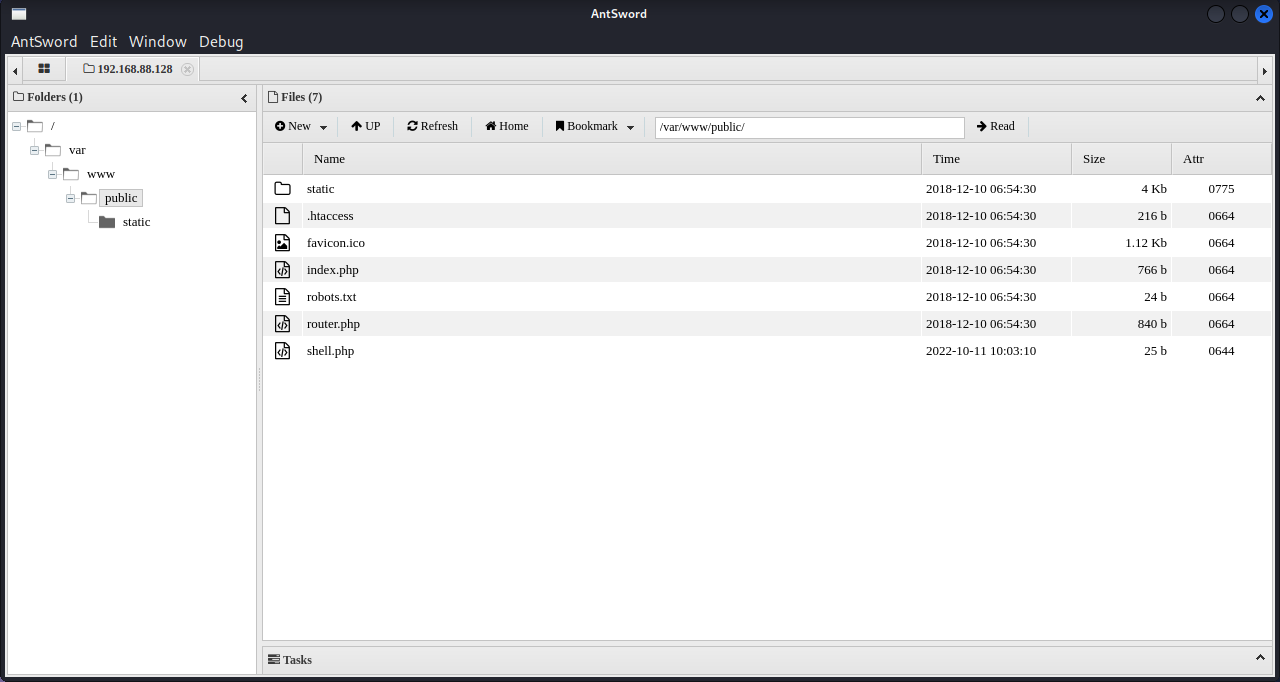 AntSword
AntSword Edit Window Debug
192.168.88.128
Folders (1)
/
var
www
public
static
Files (7)
New UP Refresh Home Bookmark /var/www/public/ Read
Name Time Size Attr
static 2018-12-10 06:54:30 4 Kb 0775
.htaccess 2018-12-10 06:54:30 216 b 0664
favicon.ico 2018-12-10 06:54:30 1.12 Kb 0664
index.php 2018-12-10 06:54:30 766 b 0664
robots.txt 2018-12-10 06:54:30 24 b 0664
router.php 2018-12-10 06:54:30 840 b 0664
shell.php 2022-10-11 10:03:10 25 b 0644
Tasks